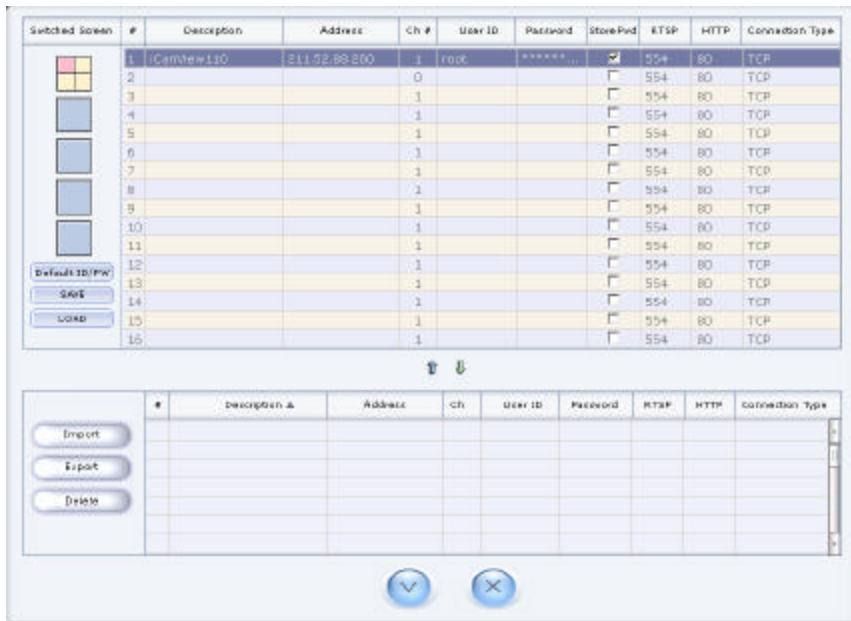 Switched Screen # Description Address Ch # User ID Password Store Pwd RTSP HTTP Connection Type
1 iCamView110 211.52.88.200 1 root ******... 554 80 TCP
2 0 554 80 TCP
3 1 554 80 TCP
4 1 554 80 TCP
5 1 554 80 TCP
6 1 554 80 TCP
7 1 554 80 TCP
8 1 554 80 TCP
9 1 554 80 TCP
10 1 554 80 TCP
11 1 554 80 TCP
12 1 554 80 TCP
13 1 554 80 TCP
14 1 554 80 TCP
15 1 554 80 TCP
16 1 554 80 TCP
Default ID/PW
SAVE
LOAD
# Description ▲ Address Ch User ID Password RTSP HTTP Connection Type
Import
Export
Delete